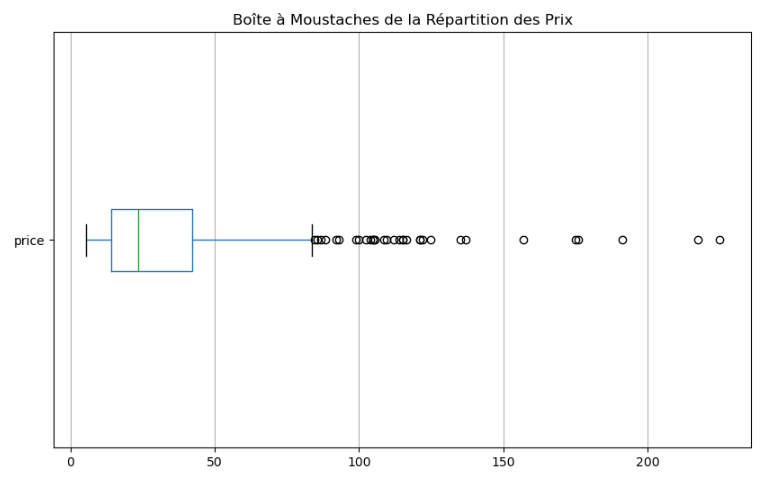 Boîte à Moustaches de la Répartition des Prix
price
0 50 100 150 200